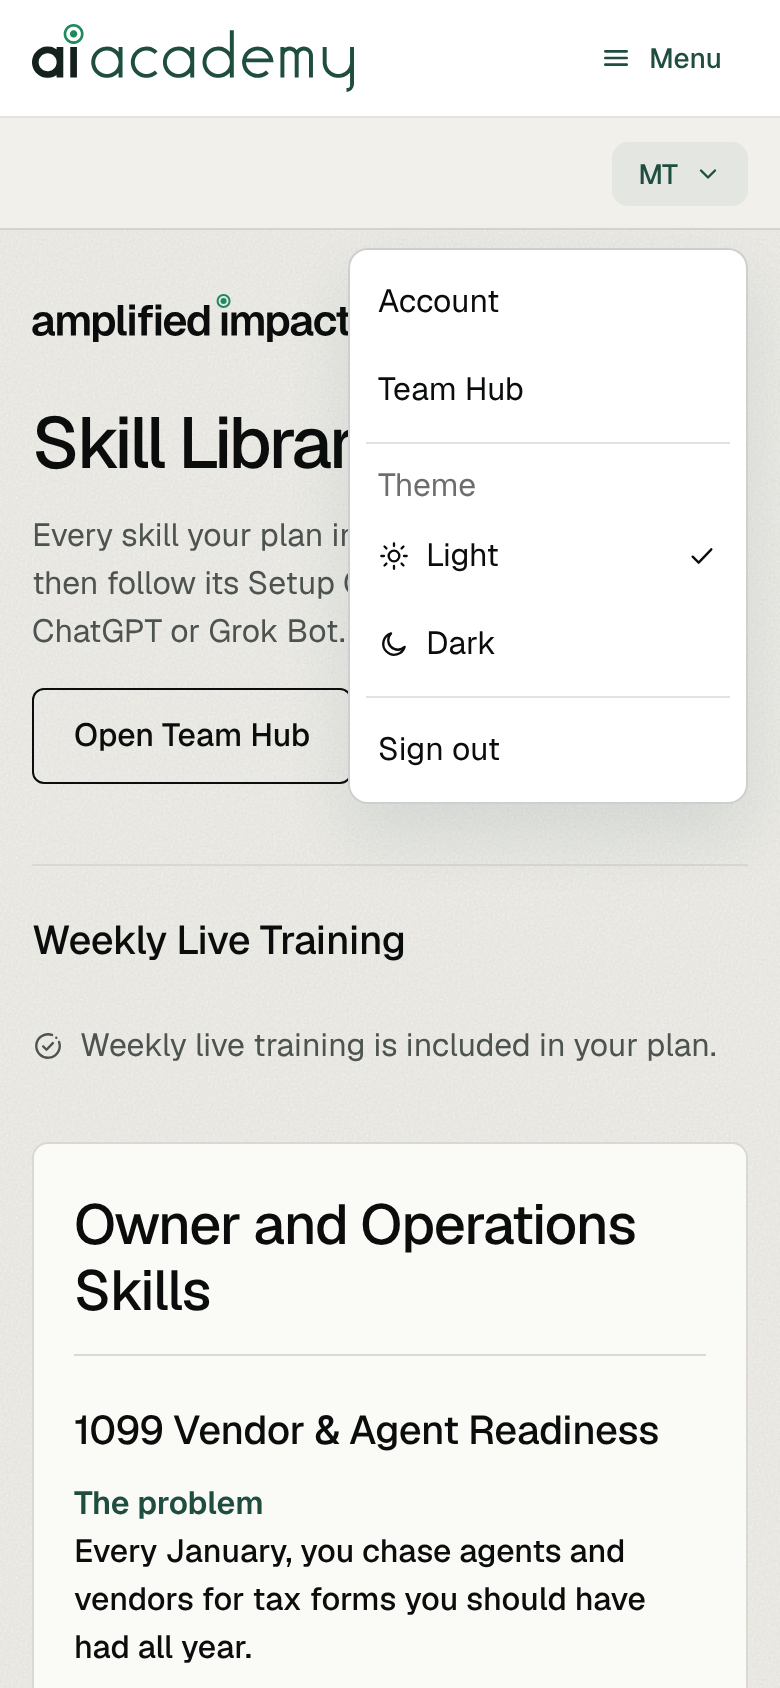 ai academy
Menu
MT
Account
Team Hub
Theme
Light
Dark
Sign out
amplified impact
Skill
Every skill your plan
then follow its Setup
ChatGPT or Grok Bot.
Open Team Hub
Weekly Live Training
Weekly live training is included in your plan.
Owner and Operations
Skills
1099 Vendor & Agent Readiness
The problem
Every January, you chase agents and
vendors for tax forms you should have
had all year.